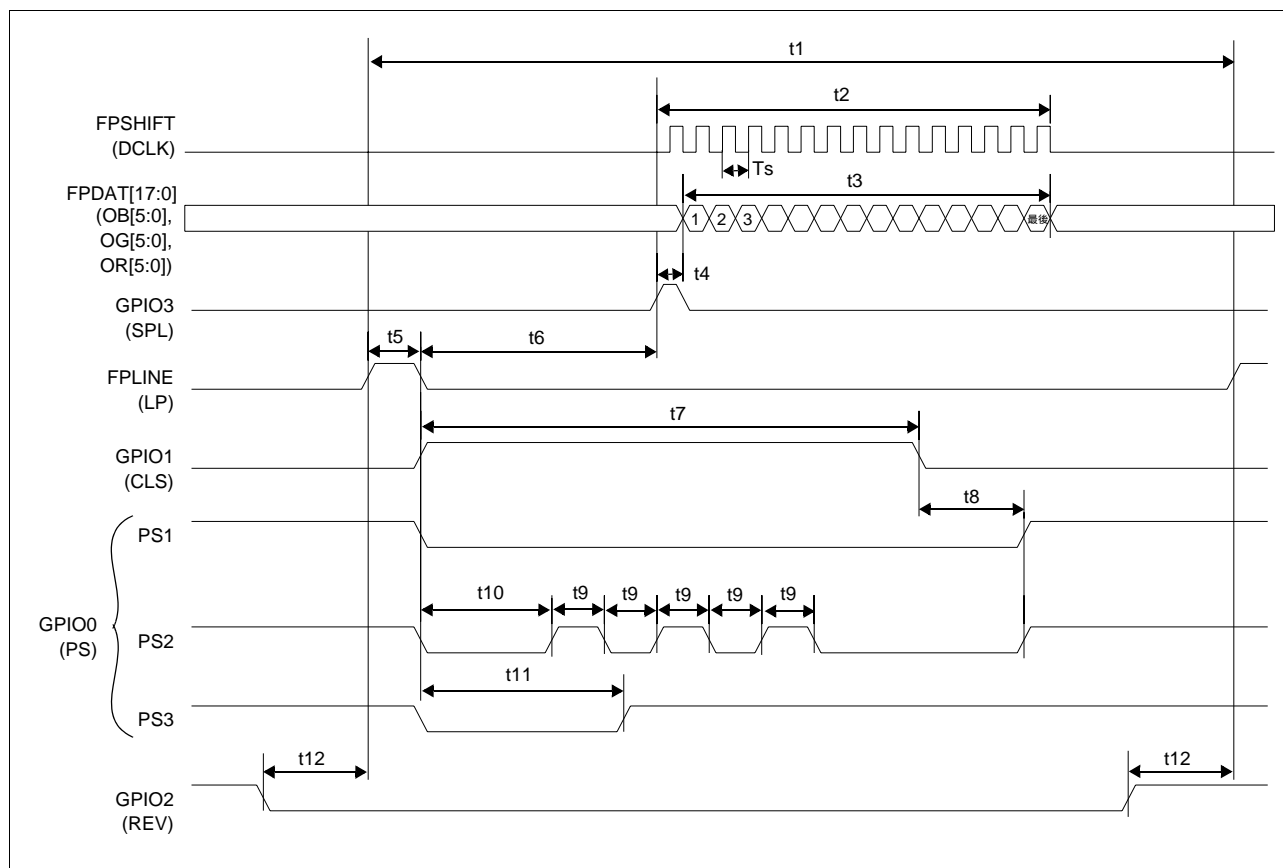 t1
t2
FPSHIFT
(DCLK)
Ts
FPDAT[17:0]
(OB[5:0],
OG[5:0],
OR[5:0])
t3
1 2 3 最後
t4
GPIO3
(SPL)
t5 t6
FPLINE
(LP)
t7
GPIO1
(CLS)
t8
PS1
t10 t9 t9 t9 t9 t9
GPIO0
(PS)
PS2
t11
PS3
t12 t12
GPIO2
(REV)